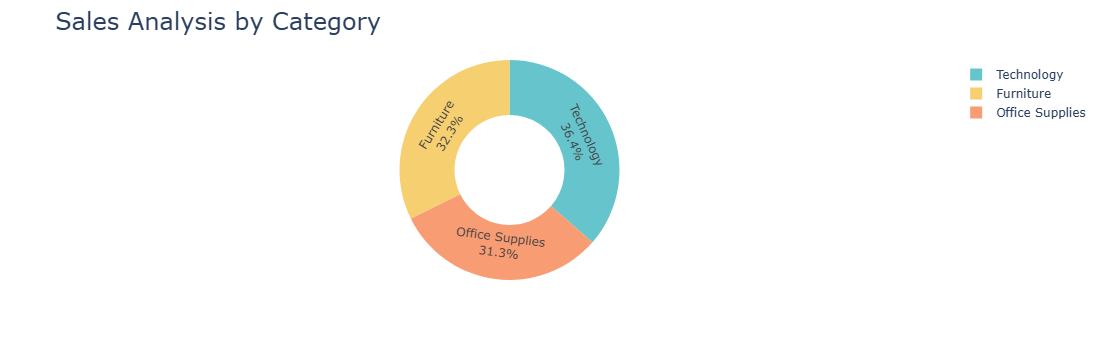 Sales Analysis by Category
Technology
36.4%
Furniture
32.3%
Office Supplies
31.3%
Technology
Furniture
Office Supplies